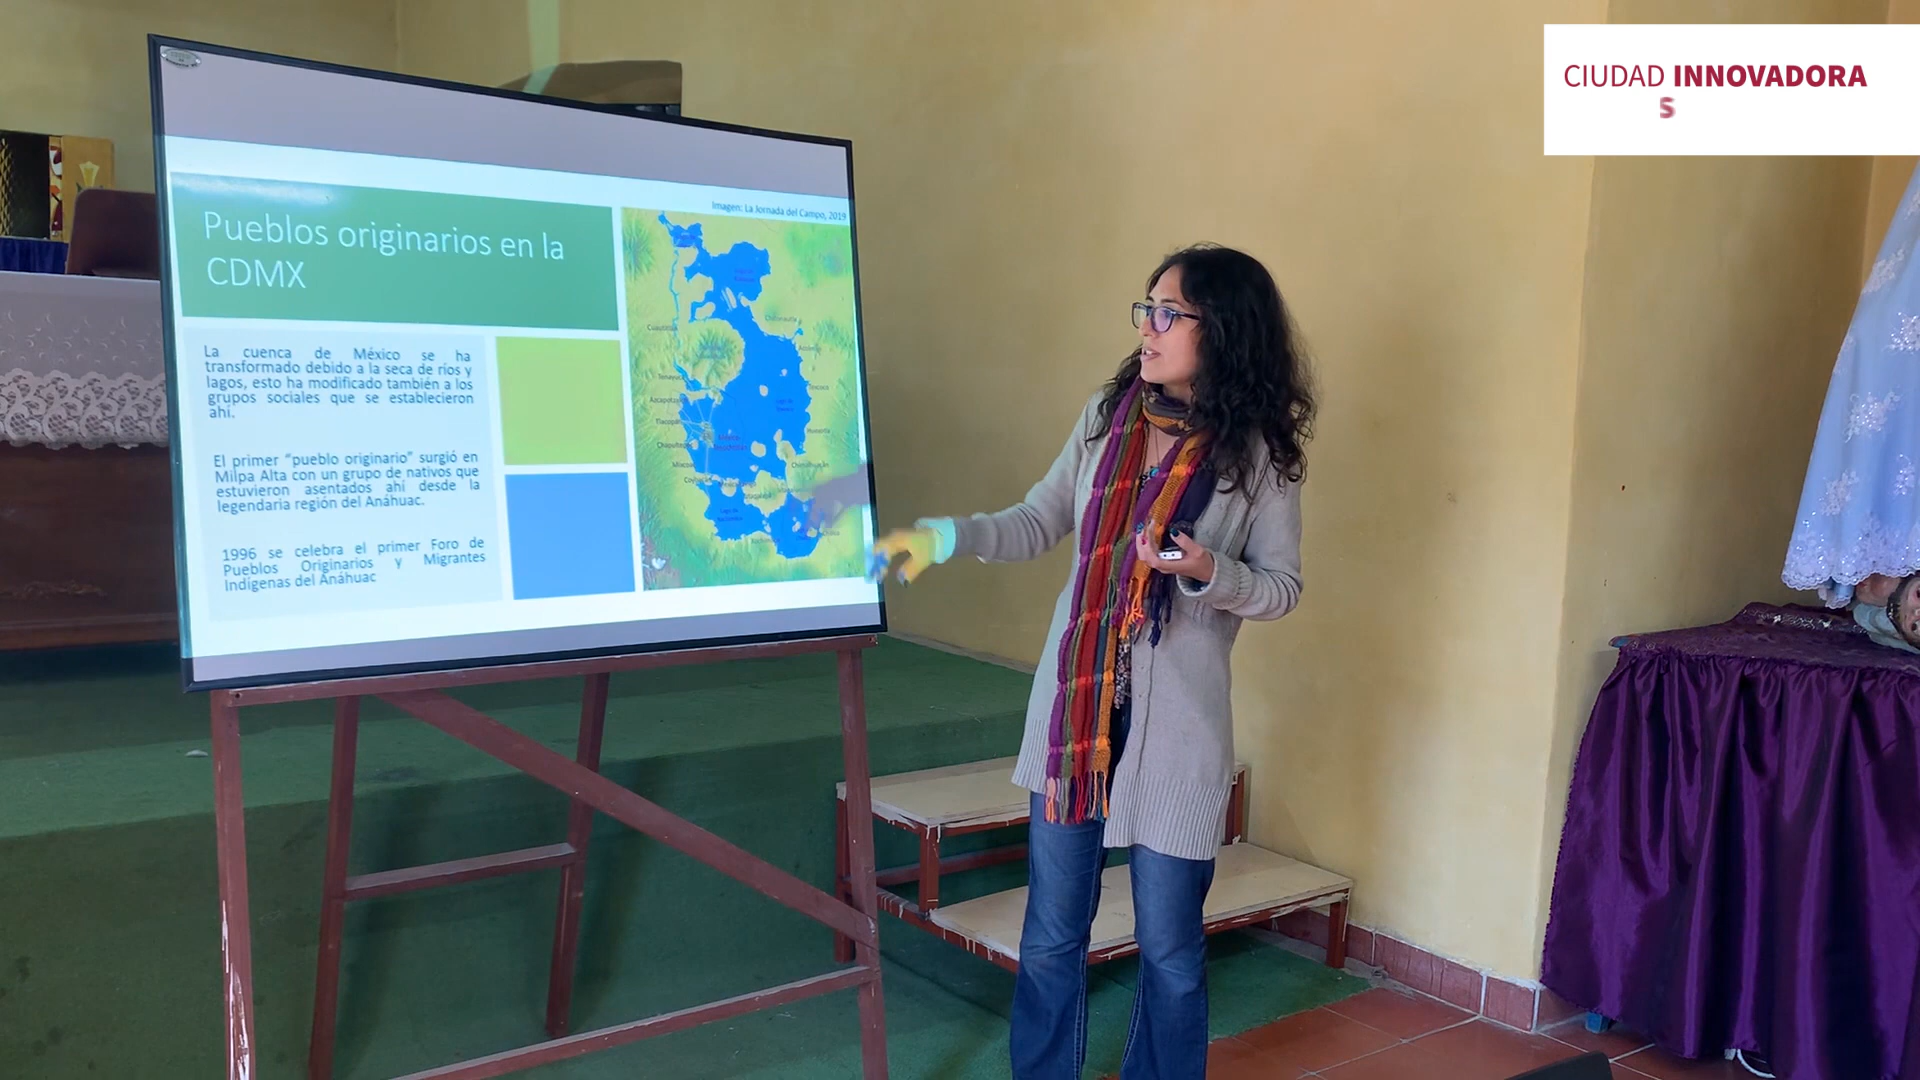 CIUDAD INNOVADORA
S
Imagen: La Jornada del Campo, 2019
Pueblos originarios en la
CDMX
La cuenca de México se ha
transformado debido a la seca de ríos y
lagos, esto ha modificado también a los
grupos sociales que se establecieron
ahí.
El primer “pueblo originario” surgió en
Milpa Alta con un grupo de nativos que
estuvieron asentados ahí desde la
legendaria región del Anáhuac.
1996 se celebra el primer Foro de
Pueblos Originarios y Migrantes
Indígenas del Anáhuac
Tenayuca
Texcoco